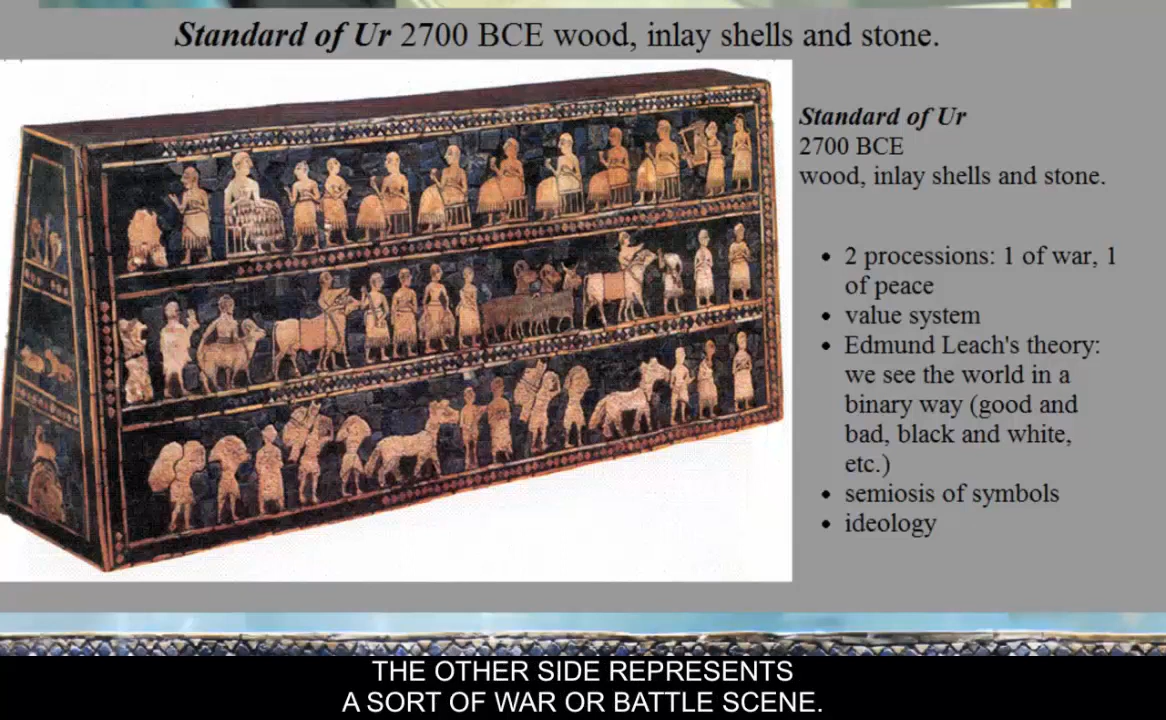 Standard of Ur 2700 BCE wood, inlay shells and stone.
Standard of Ur
2700 BCE
wood, inlay shells and stone.
• 2 processions: 1 of war, 1
of peace
• value system
• Edmund Leach's theory:
we see the world in a
binary way (good and
bad, black and white,
etc.)
• semiosis of symbols
• ideology
THE OTHER SIDE REPRESENTS
A SORT OF WAR OR BATTLE SCENE.